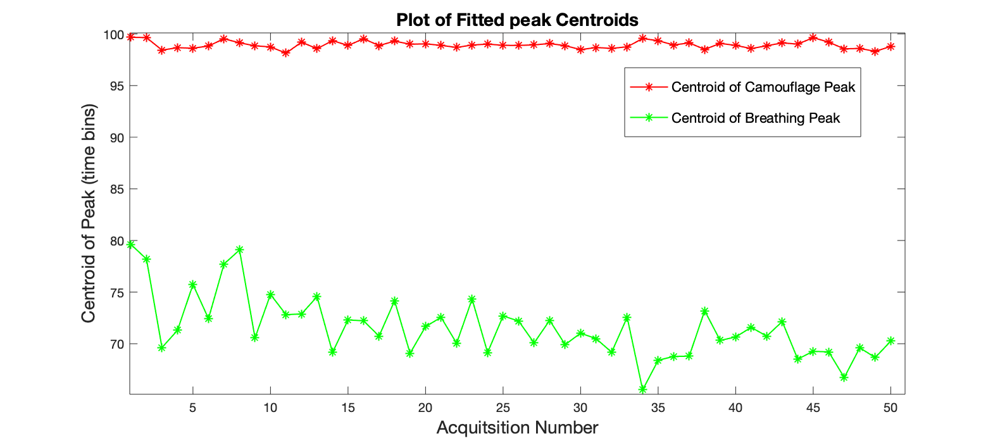 Plot of Fitted peak Centroids
100
95
90
85
80
75
70
Centroid of Peak (time bins)
Centroid of Camouflage Peak
Centroid of Breathing Peak
5 10 15 20 25 30 35 40 45 50
Acquitsition Number